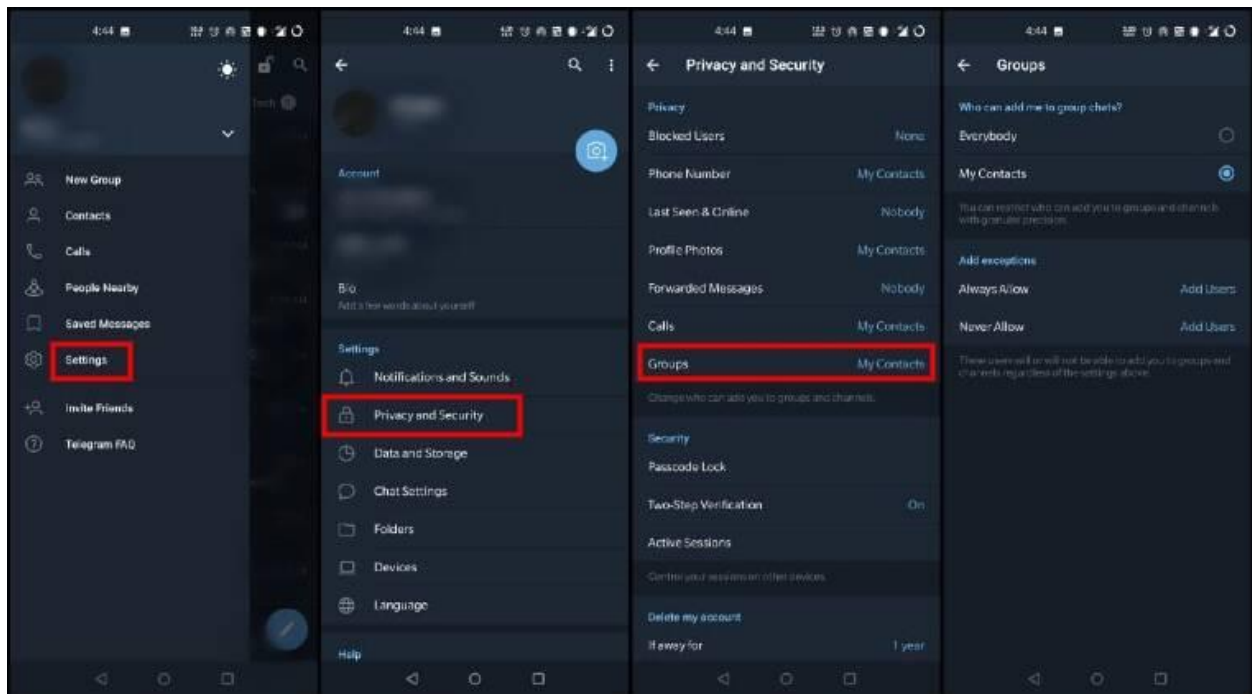 4:44
Tech
New Group
Contacts
Calls
People Nearby
Saved Messages
Settings
Invite Friends
Telegram FAQ
4:44
Account
Bio
Add a few words about yourself
Settings
Notifications and Sounds
Privacy and Security
Data and Storage
Chat Settings
Folders
Devices
Language
Help
4:44
Privacy and Security
Privacy
Blocked Users None
Phone Number My Contacts
Last Seen & Online Nobody
Profile Photos My Contacts
Forwarded Messages Nobody
Calls My Contacts
Groups My Contacts
Change who can add you to groups and channels.
Security
Passcode Lock
Two-Step Verification On
Active Sessions
Control your sessions on other devices.
Delete my account
If away for 1 year
4:44
Groups
Who can add me to group chats?
Everybody
My Contacts
You can restrict who can add you to groups and channels
with granular precision.
Add exceptions
Always Allow Add Users
Never Allow Add Users
These users will or will not be able to add you to groups and
channels regardless of the settings above.